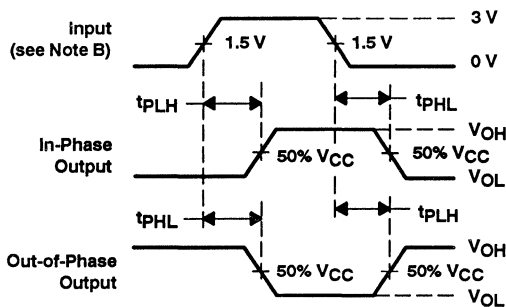 Input
(see Note B)
1.5 V
1.5 V
3 V
0 V
tPLH
tPHL
In-Phase
Output
50% VCC
50% VCC
VOH
VOL
tPHL
tPLH
Out-of-Phase
Output
50% VCC
50% VCC
VOH
VOL